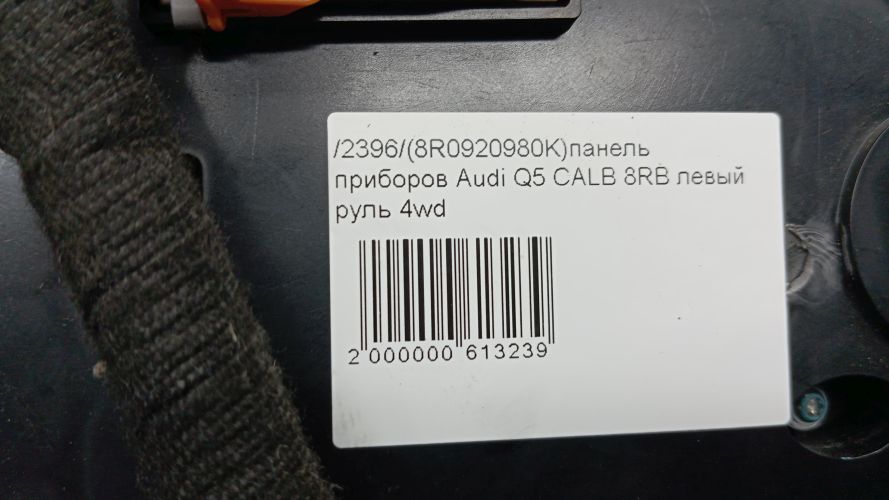 /2396/(8R0920980K)панель
приборов Audi Q5 CALB 8RB левый
руль 4wd
2 000000 613239